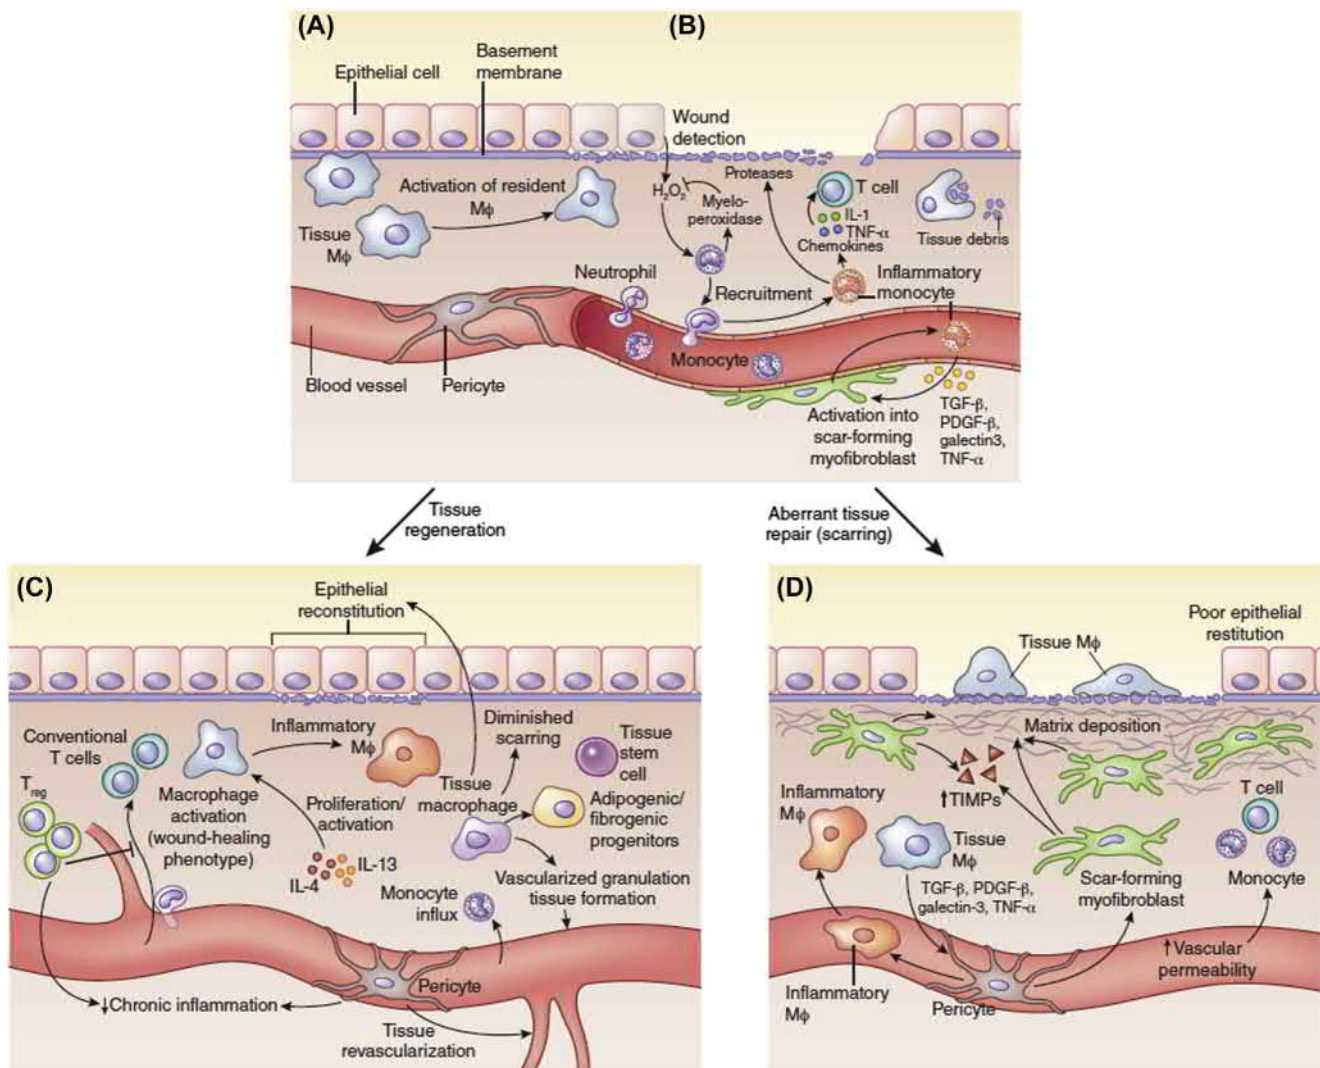 (A)
(B)
Epithelial cell
Basement
membrane
Wound
detection
Activation of resident
Mϕ
Tissue
Mϕ
H₂O₂
Myelo-
peroxidase
Proteases
T cell
IL-1
TNF-α
Chemokines
Tissue debris
Neutrophil
Recruitment
Inflammatory
monocyte
Monocyte
Blood vessel
Pericyte
Activation into
scar-forming
myofibroblast
TGF-β,
PDGF-β,
galectin3,
TNF-α
Tissue
regeneration
Aberrant tissue
repair (scarring)
(C)
Epithelial
reconstitution
Conventional
T cells
Treg
Macrophage
activation
(wound-healing
phenotype)
Inflammatory
Mϕ
Proliferation/
activation
IL-4
IL-13
Diminished
scarring
Tissue
macrophage
Tissue
stem
cell
Adipogenic/
fibrogenic
progenitors
Vascularized granulation
tissue formation
Monocyte
influx
Pericyte
↓Chronic inflammation
Tissue
revascularization
(D)
Poor epithelial
restitution
Tissue Mϕ
Matrix deposition
↑TIMPs
Inflammatory
Mϕ
Tissue
Mϕ
T cell
TGF-β, PDGF-β,
galectin-3, TNF-α
Scar-forming
myofibroblast
Monocyte
↑Vascular
permeability
Inflammatory
Mϕ
Pericyte